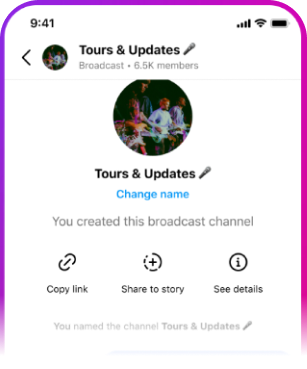 9:41
Tours & Updates 🎤
Broadcast • 6.5K members
Tours & Updates 🎤
Change name
You created this broadcast channel
Copy link
Share to story
See details
You named the channel Tours & Updates 🎤